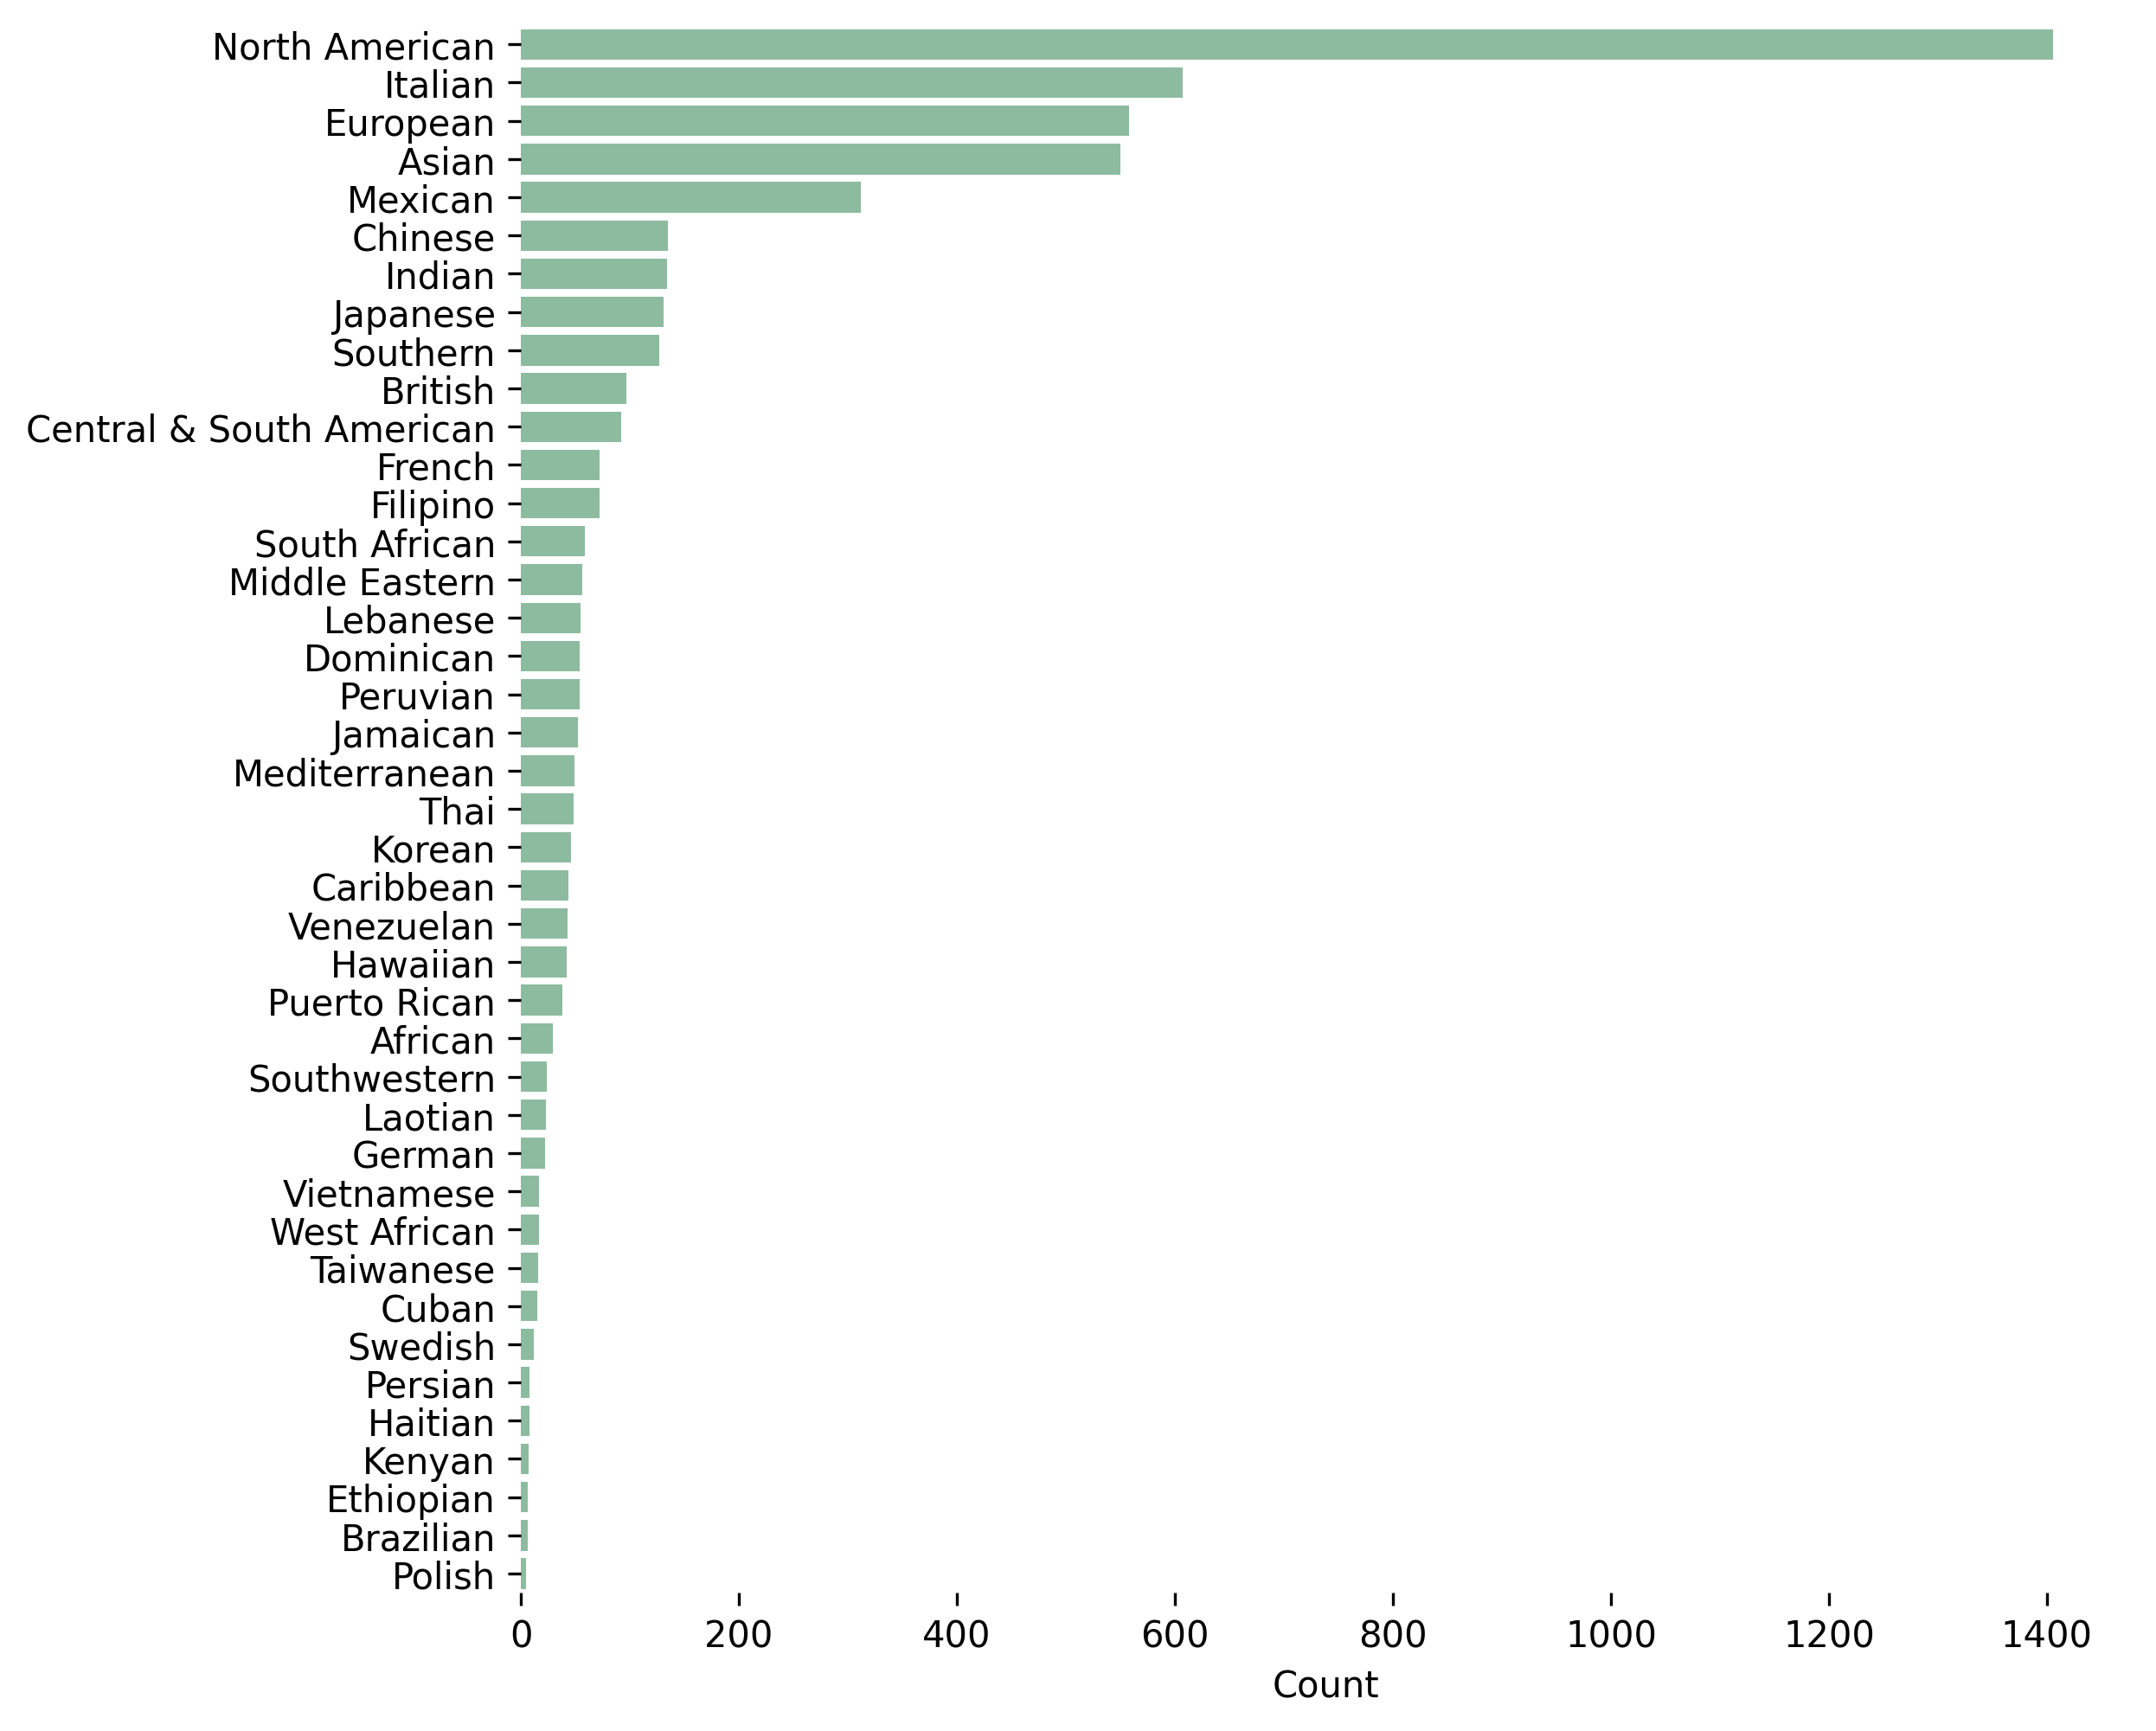 North American
Italian
European
Asian
Mexican
Chinese
Indian
Japanese
Southern
British
Central & South American
French
Filipino
South African
Middle Eastern
Lebanese
Dominican
Peruvian
Jamaican
Mediterranean
Thai
Korean
Caribbean
Venezuelan
Hawaiian
Puerto Rican
African
Southwestern
Laotian
German
Vietnamese
West African
Taiwanese
Cuban
Swedish
Persian
Haitian
Kenyan
Ethiopian
Brazilian
Polish
0 200 400 600 800 1000 1200 1400
Count